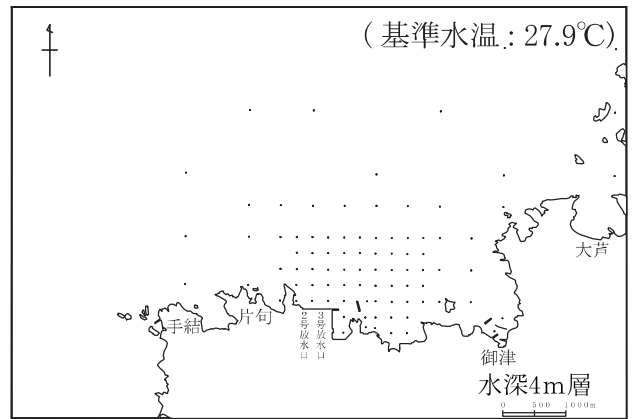 (基準水温:27.9℃)
大芦
片句
手結
2号放水口
3号放水口
御津
水深4m層
0 500 1000m